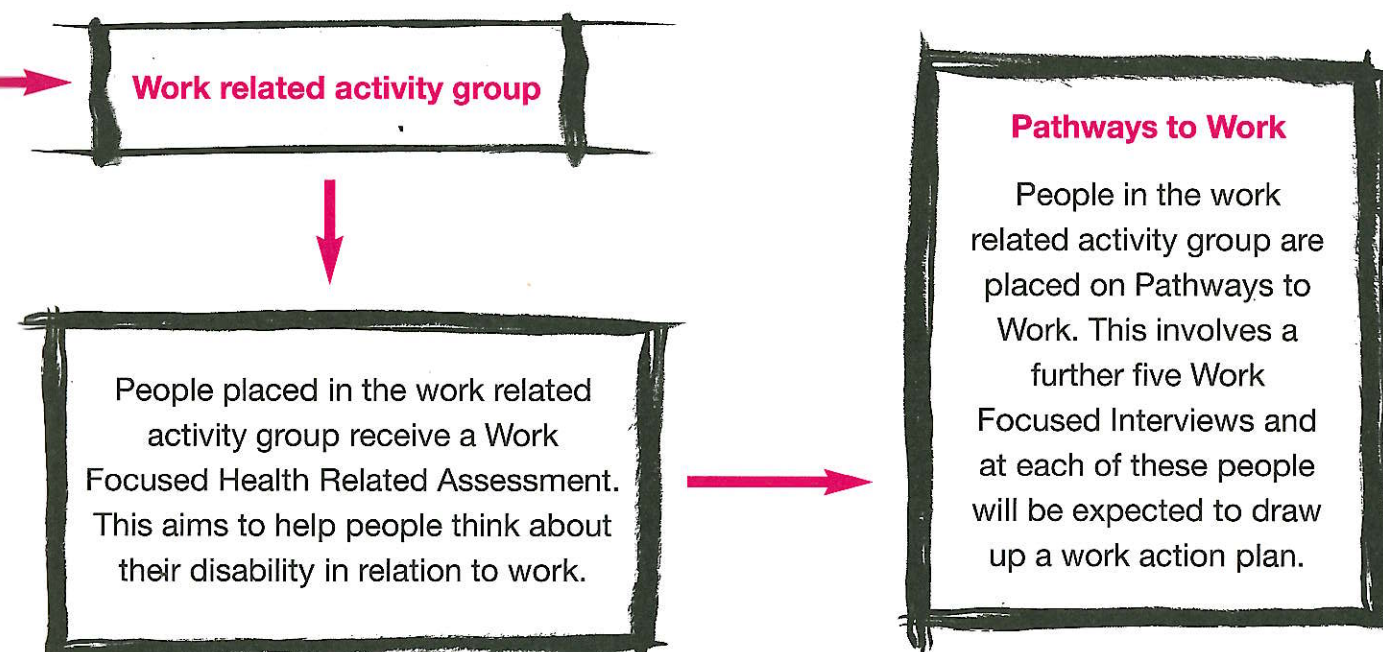 Work related activity group
People placed in the work related
activity group receive a Work
Focused Health Related Assessment.
This aims to help people think about
their disability in relation to work.
Pathways to Work
People in the work
related activity group are
placed on Pathways to
Work. This involves a
further five Work
Focused Interviews and
at each of these people
will be expected to draw
up a work action plan.